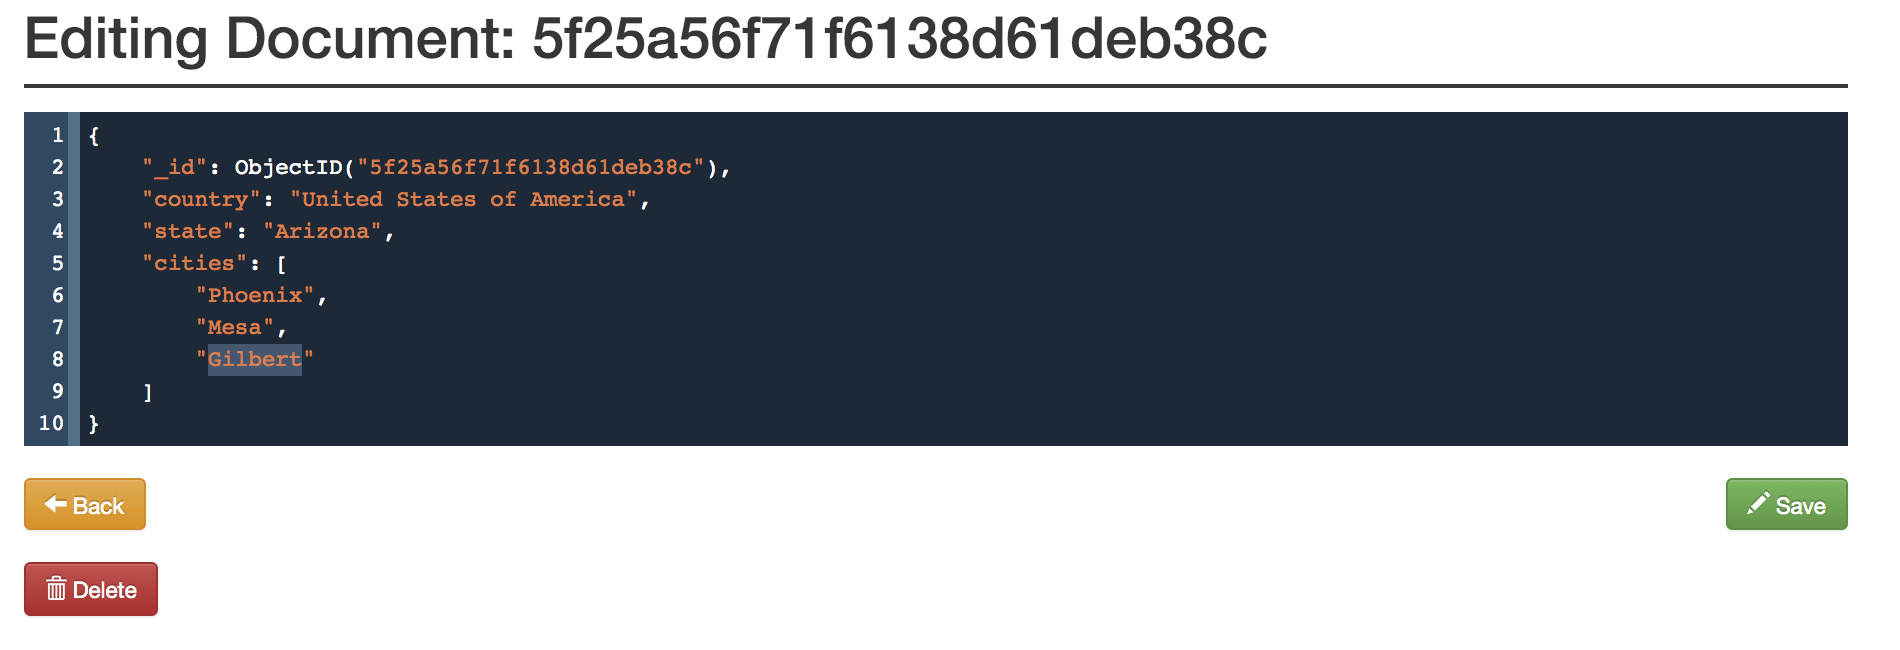 Editing Document: 5f25a56f71f6138d61deb38c
1 {
2     "_id": ObjectID("5f25a56f71f6138d61deb38c"),
3     "country": "United States of America",
4     "state": "Arizona",
5     "cities": [
6         "Phoenix",
7         "Mesa",
8         "Gilbert"
9     ]
10 }
Back
Save
Delete